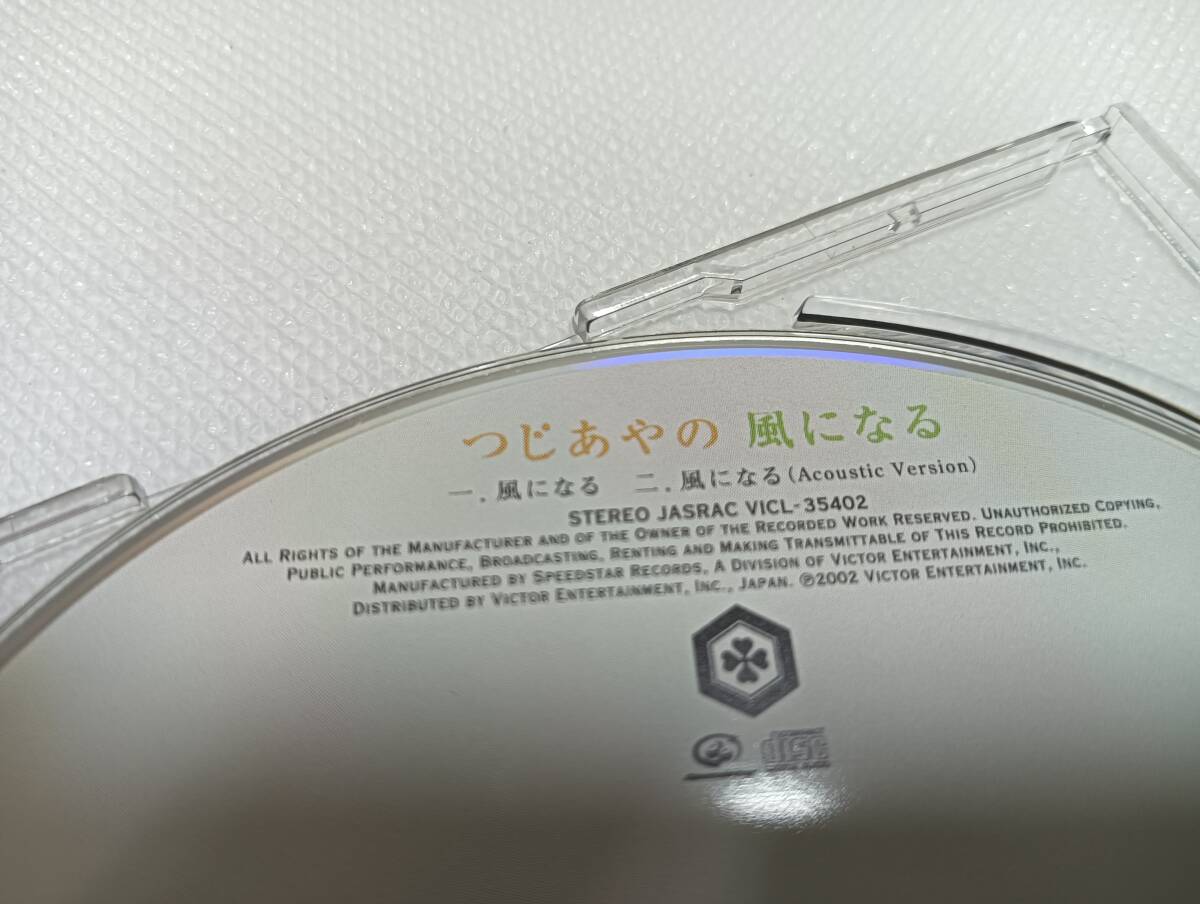 つじあやの 風になる
一. 風になる 二. 風になる (Acoustic Version)
STEREO JASRAC VICL-35402
ALL RIGHTS OF THE MANUFACTURER AND OF THE OWNER OF THE RECORDED WORK RESERVED. UNAUTHORIZED COPYING,
PUBLIC PERFORMANCE, BROADCASTING, RENTING AND MAKING TRANSMITTABLE OF THIS RECORD PROHIBITED.
MANUFACTURED BY SPEEDSTAR RECORDS, A DIVISION OF VICTOR ENTERTAINMENT, INC.,
DISTRIBUTED BY VICTOR ENTERTAINMENT, INC., JAPAN. ℗2002 VICTOR ENTERTAINMENT, INC.
disc